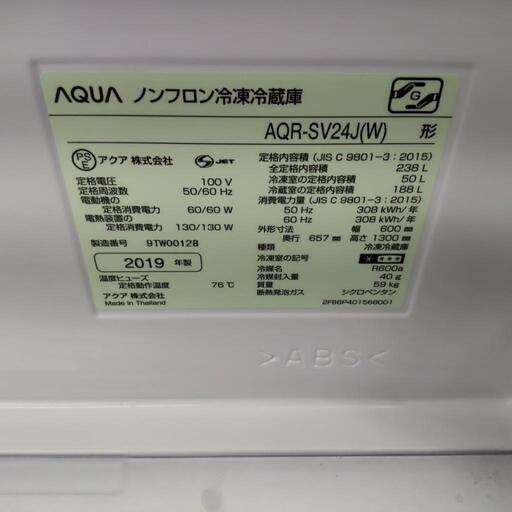 AQUA ノンフロン冷凍冷蔵庫
AQR-SV24J(W) 形
PS E アクア 株式会社 S JET
定格電圧 100 V
定格周波数 50/60 Hz
電動機の
定格消費電力 60/60 W
電熱装置の
定格消費電力 130/130 W
製造番号 9TW00128
2019 年製
温度ヒューズ
定格動作温度 76℃
アクア 株式会社
Made in Thailand
定格内容積 (JIS C 9801-3 : 2015)
全定格内容積 238 L
冷凍室の定格内容積 50 L
冷蔵室の定格内容積 188 L
消費電力量 (JIS C 9801-3 : 2015)
50 Hz 308 kWh/年
60 Hz 308 kWh/年
外形寸法 幅 600 mm
奥行 657 mm 高さ 1300 mm
種類 冷凍冷蔵庫
冷凍室の記号
冷媒名 R600a
冷媒封入量 40 g
質量 59 kg
断熱発泡ガス シクロペンタン
2FB6P401568001
G
>ABS<